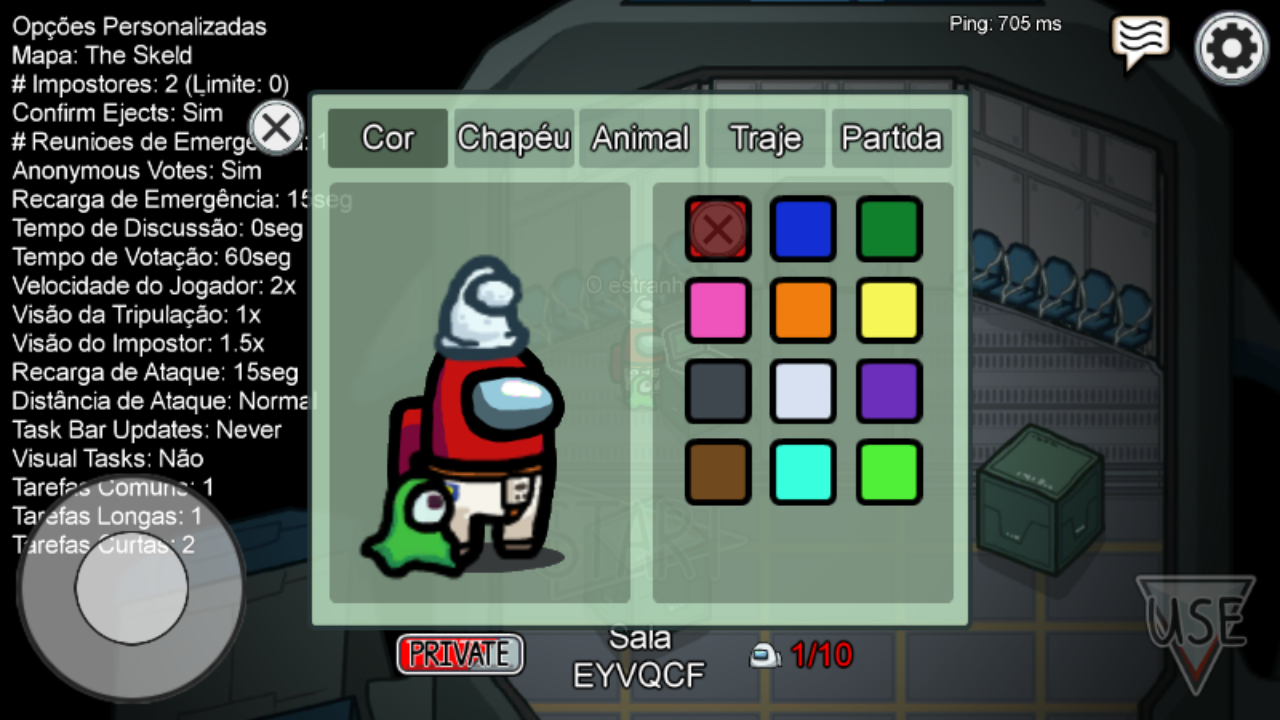 Opções Personalizadas
Mapa: The Skeld
# Impostores: 2 (Limite: 0)
Confirm Ejects: Sim
# Reunioes de Emerge a: 1
Anonymous Votes: Sim
Recarga de Emergência: 15seg
Tempo de Discussão: 0seg
Tempo de Votação: 60seg
Velocidade do Jogador: 2x
Visão da Tripulação: 1x
Visão do Impostor: 1.5x
Recarga de Ataque: 15seg
Distância de Ataque: Normal
Task Bar Updates: Never
Visual Tasks: Não
Tarefas Comuns: 1
Tarefas Longas: 1
Tarefas Curtas: 2
Ping: 705 ms
Cor
Chapéu
Animal
Traje
Partida
O estranh
START
PRIVATE
Sala
EYVQCF
1/10
USE